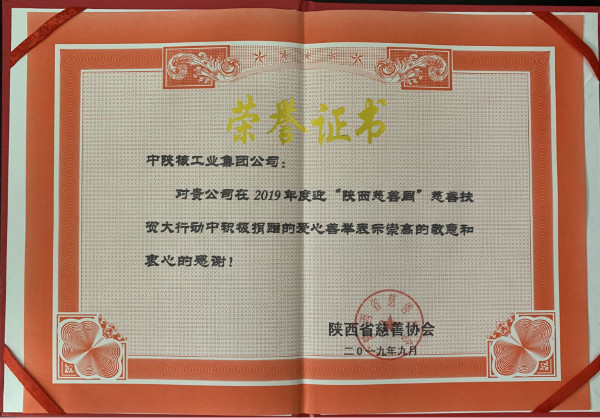 荣誉证书
中陕核工业集团公司：
对贵公司在2019年度迎“陕西慈善周”慈善扶
贫大行动中积极捐赠的爱心善举表示崇高的敬意和
衷心的感谢！
陕西省慈善协会
二〇一九年九月